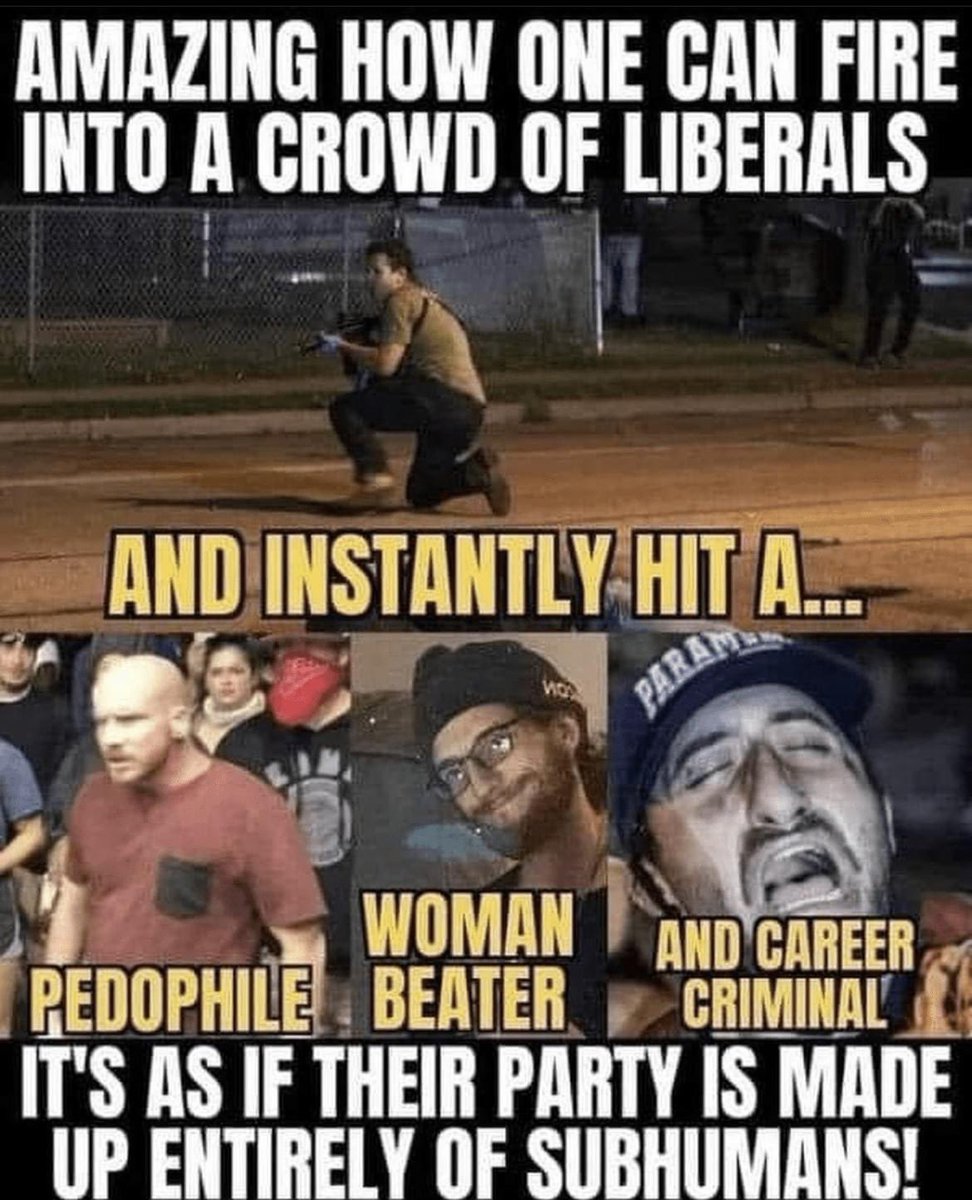 AMAZING HOW ONE CAN FIRE
INTO A CROWD OF LIBERALS
AND INSTANTLY HIT A...
PEDOPHILE
WOMAN
BEATER
AND CAREER
CRIMINAL
IT'S AS IF THEIR PARTY IS MADE
UP ENTIRELY OF SUBHUMANS!